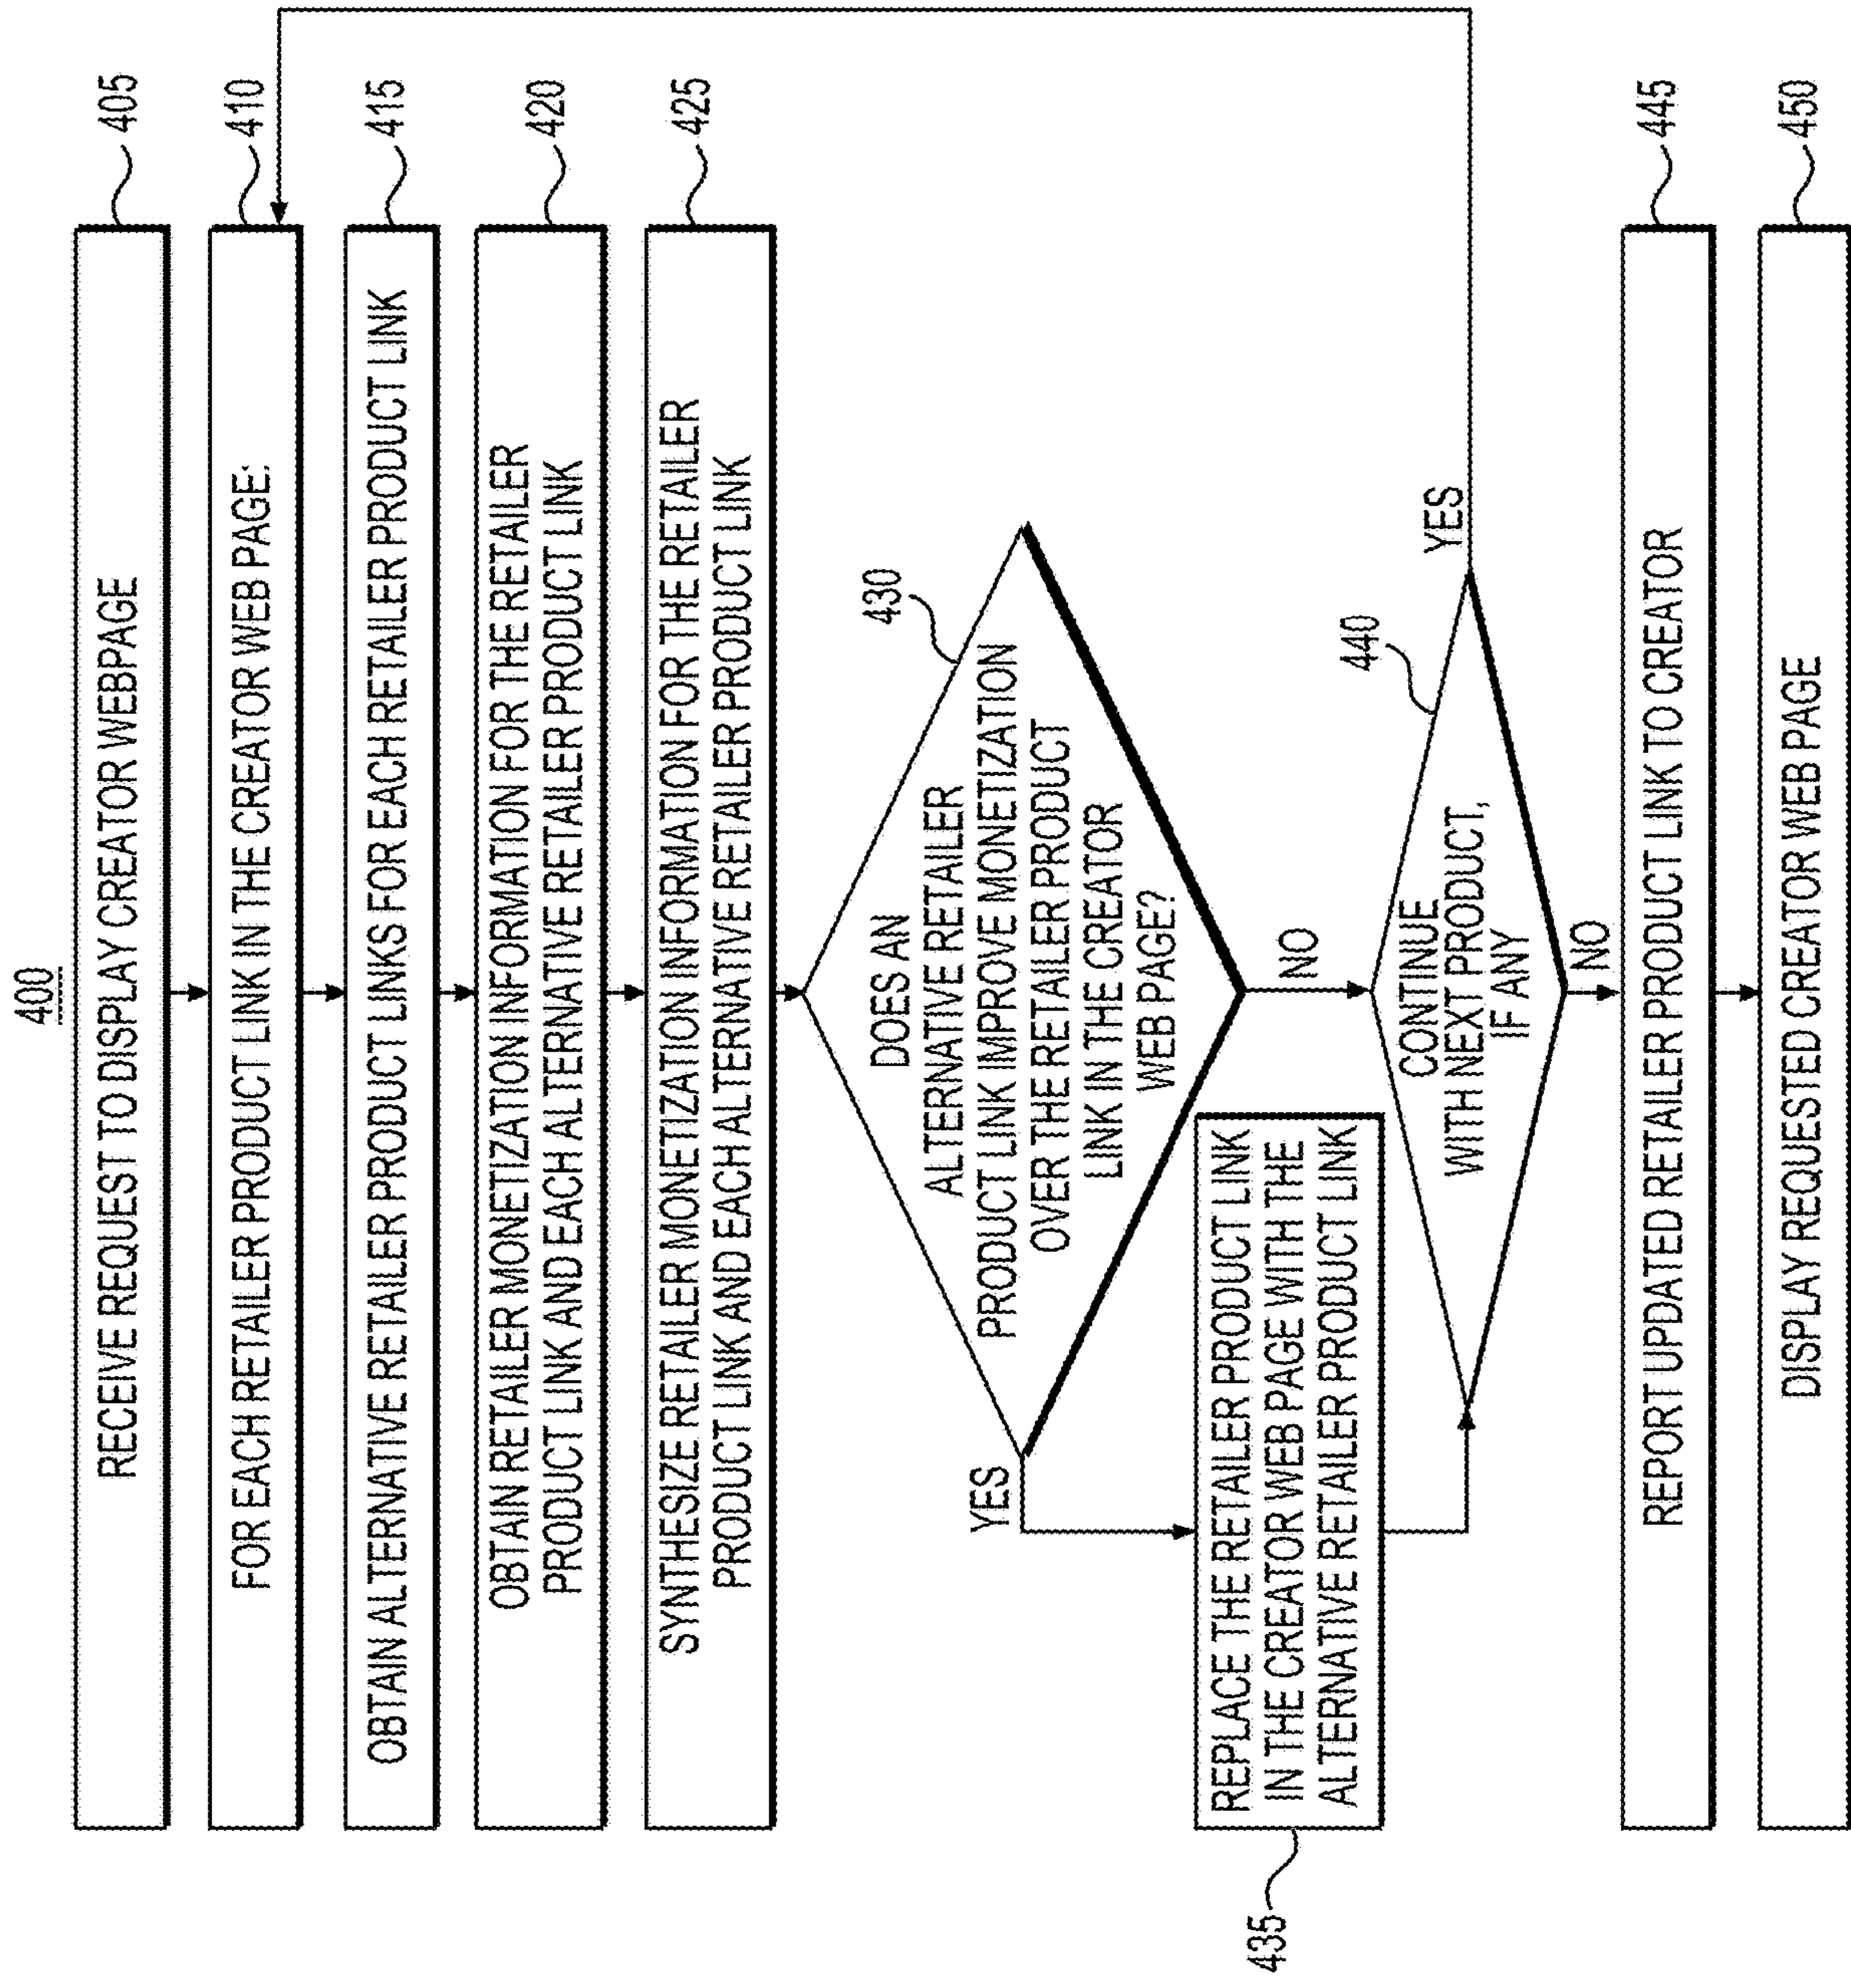 400
RECEIVE REQUEST TO DISPLAY CREATOR WEBPAGE
405
FOR EACH RETAILER PRODUCT LINK IN THE CREATOR WEB PAGE:
410
OBTAIN ALTERNATIVE RETAILER PRODUCT LINKS FOR EACH RETAILER PRODUCT LINK
415
OBTAIN RETAILER MONETIZATION INFORMATION FOR THE RETAILER
PRODUCT LINK AND EACH ALTERNATIVE RETAILER PRODUCT LINK
420
SYNTHESIZE RETAILER MONETIZATION INFORMATION FOR THE RETAILER
PRODUCT LINK AND EACH ALTERNATIVE RETAILER PRODUCT LINK
425
DOES AN
ALTERNATIVE RETAILER
PRODUCT LINK IMPROVE MONETIZATION
OVER THE RETAILER PRODUCT
LINK IN THE CREATOR
WEB PAGE?
430
YES
NO
REPLACE THE RETAILER PRODUCT LINK
IN THE CREATOR WEB PAGE WITH THE
ALTERNATIVE RETAILER PRODUCT LINK
435
CONTINUE
WITH NEXT PRODUCT,
IF ANY
440
YES
NO
REPORT UPDATED RETAILER PRODUCT LINK TO CREATOR
445
DISPLAY REQUESTED CREATOR WEB PAGE
450